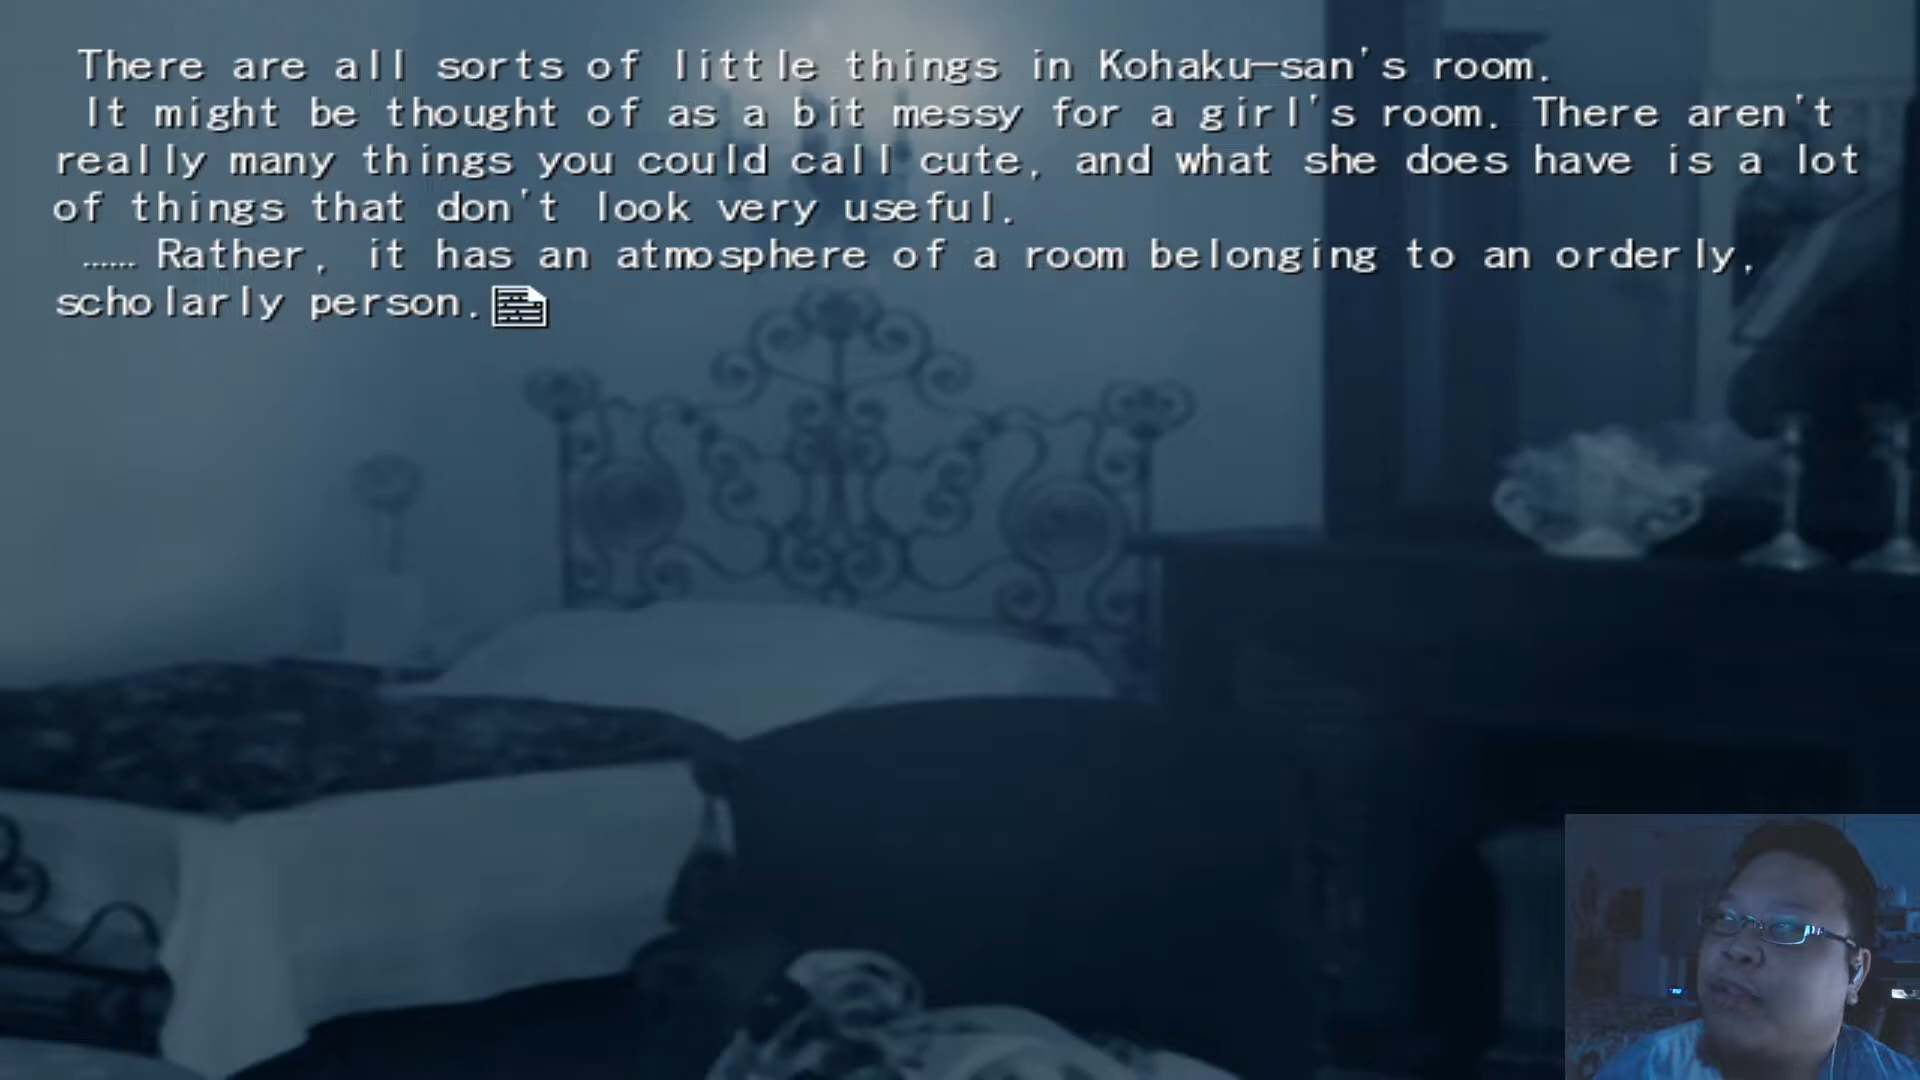 There are all sorts of little things in Kohaku-san's room.
It might be thought of as a bit messy for a girl's room. There aren't
really many things you could call cute, and what she does have is a lot
of things that don't look very useful.
...... Rather, it has an atmosphere of a room belonging to an orderly,
scholarly person.